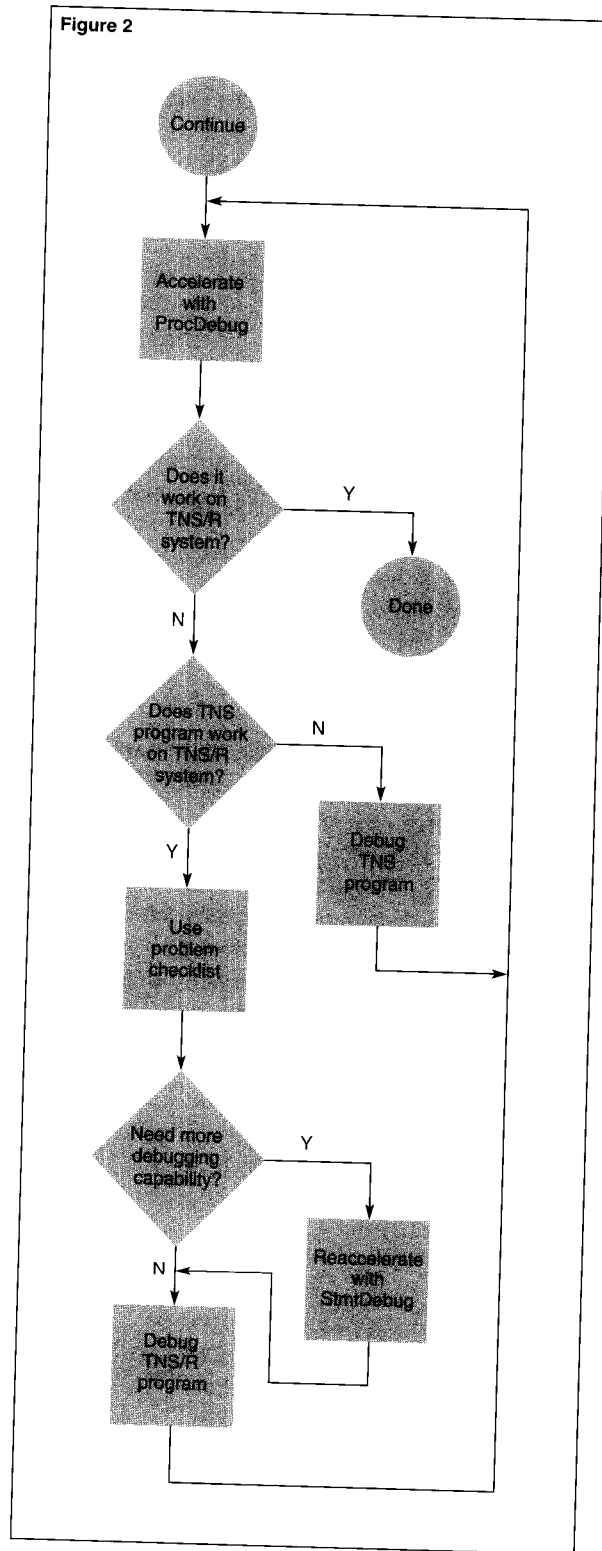 Figure 2
Continue
Accelerate
with
ProcDebug
Does it
work on
TNS/R
system?
Y
Done
N
Does TNS
program work
on TNS/R
system?
N
Debug
TNS
program
Y
Use
problem
checklist
Need more
debugging
capability?
Y
Reaccelerate
with
StmtDebug
N
Debug
TNS/R
program